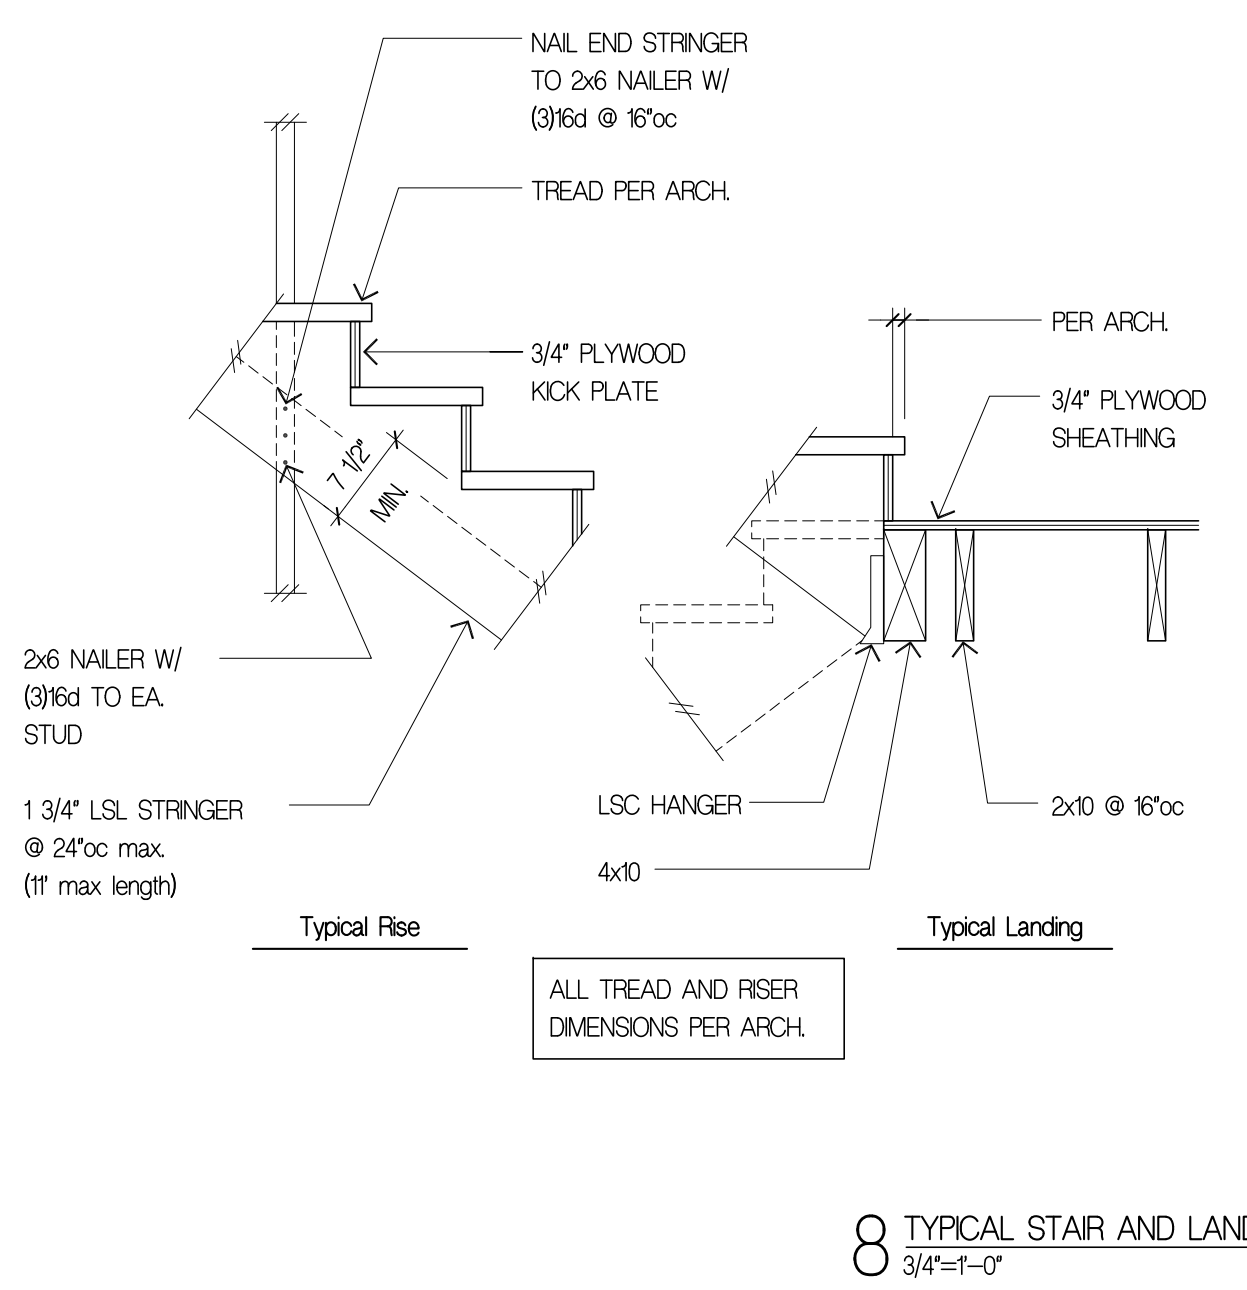 NAIL END STRINGER
TO 2x6 NAILER W/
(3)16d @ 16"oc
TREAD PER ARCH.
3/4" PLYWOOD
KICK PLATE
7 1/2"
MIN.
2x6 NAILER W/
(3)16d TO EA.
STUD
1 3/4" LSL STRINGER
@ 24"oc max.
(11' max length)
Typical Rise
PER ARCH.
3/4" PLYWOOD
SHEATHING
LSC HANGER
4x10
2x10 @ 16"oc
Typical Landing
ALL TREAD AND RISER
DIMENSIONS PER ARCH.
8 TYPICAL STAIR AND LAND
3/4"=1'-0"